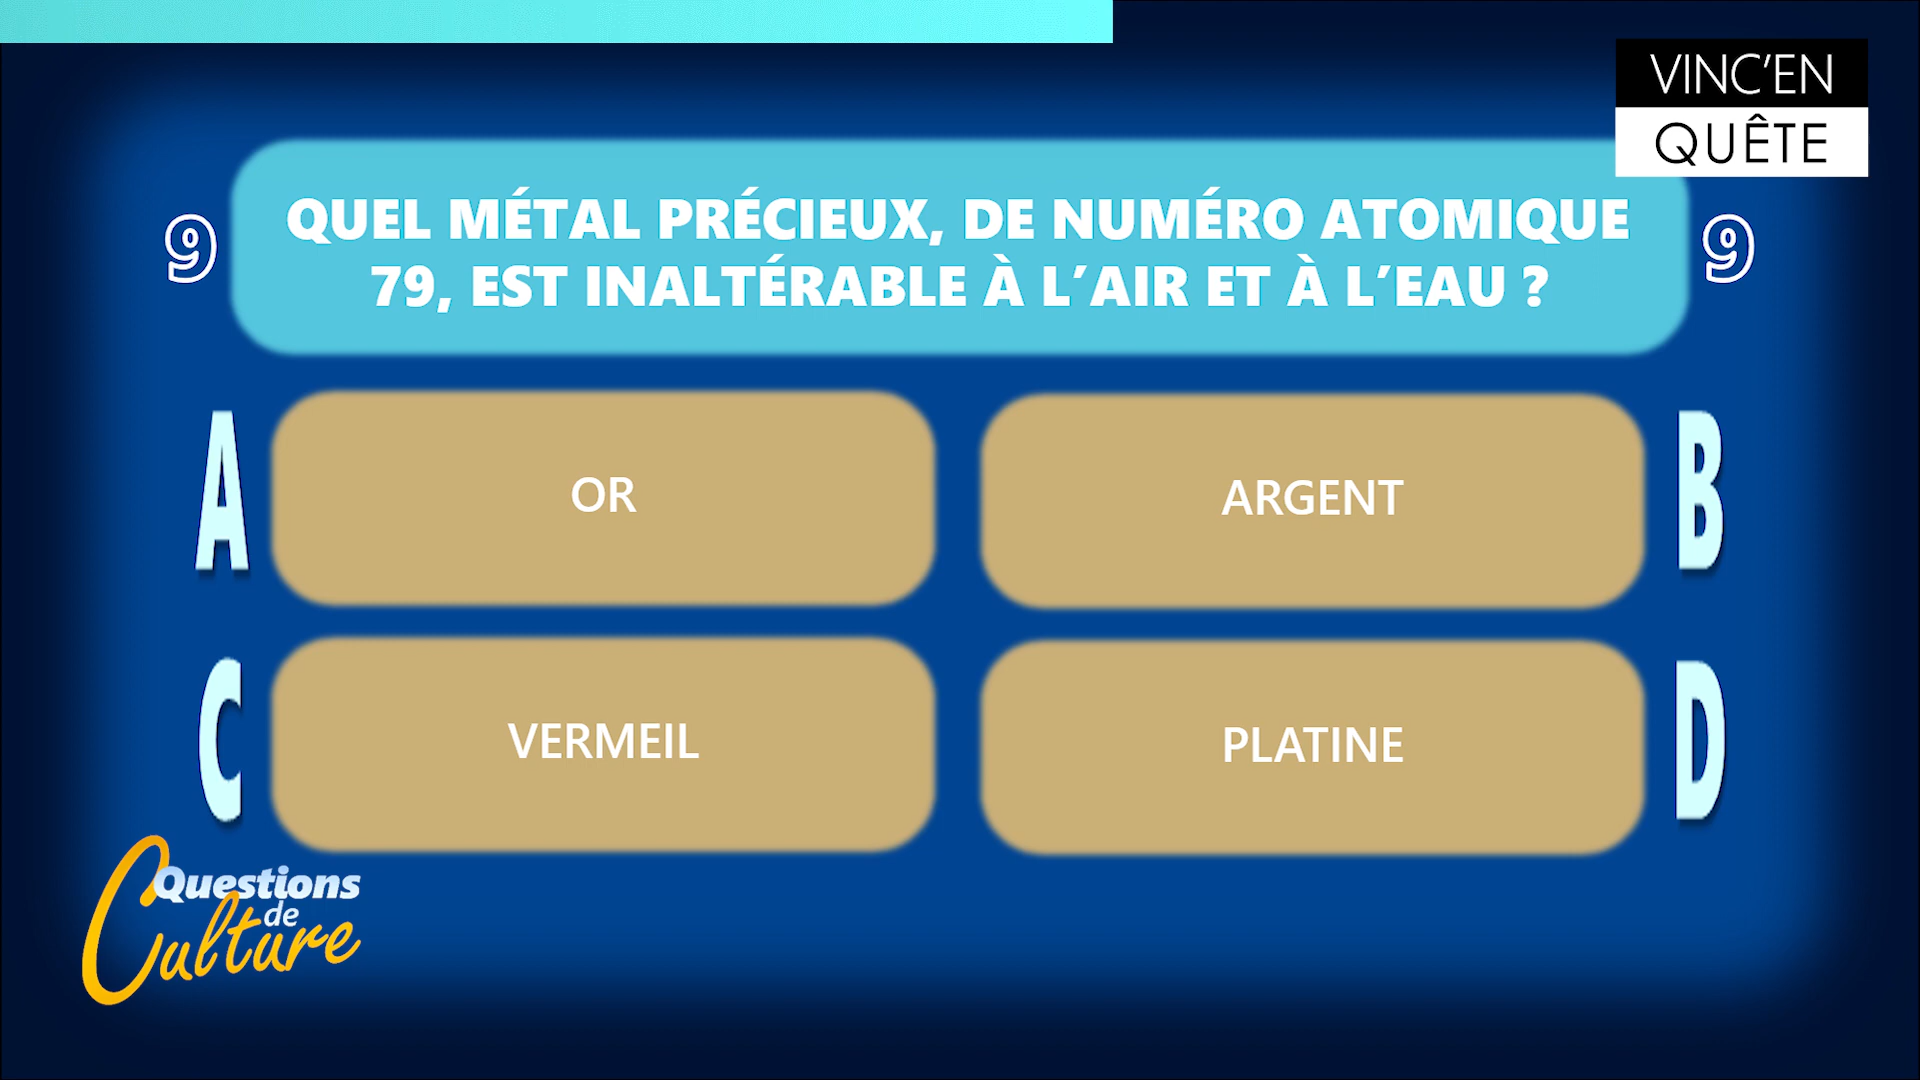 VINC'EN
QUÊTE
9
QUEL MÉTAL PRÉCIEUX, DE NUMÉRO ATOMIQUE
79, EST INALTÉRABLE À L'AIR ET À L'EAU ?
9
A
OR
ARGENT
B
C
VERMEIL
PLATINE
D
Questions
de
Culture